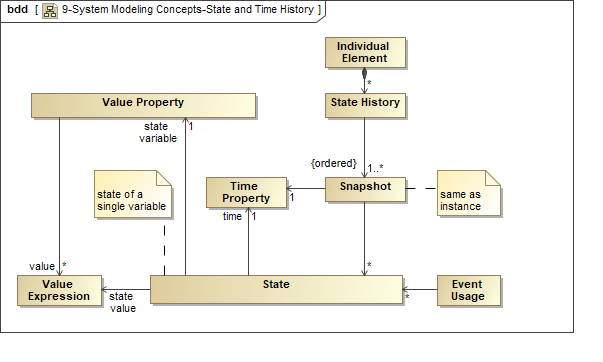 bdd [ 9-System Modeling Concepts-State and Time History ]
Individual
Element
*
Value Property
State History
state
variable
1
{ordered}
1..*
state of a
single variable
Time
Property
1
Snapshot
same as
instance
time 1
value *
*
Value
Expression
state
value
State
*
Event
Usage